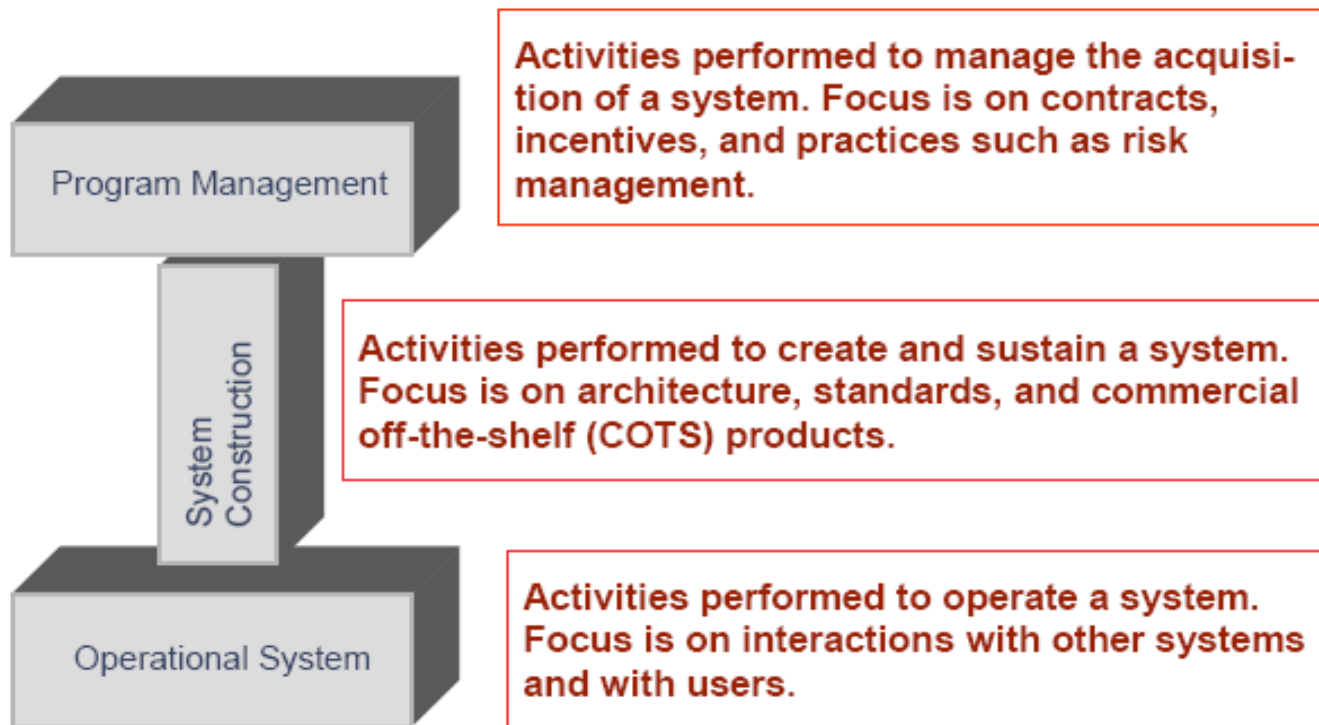 Program Management
Activities performed to manage the acquisi-
tion of a system. Focus is on contracts,
incentives, and practices such as risk
management.
System
Construction
Activities performed to create and sustain a system.
Focus is on architecture, standards, and commercial
off-the-shelf (COTS) products.
Operational System
Activities performed to operate a system.
Focus is on interactions with other systems
and with users.